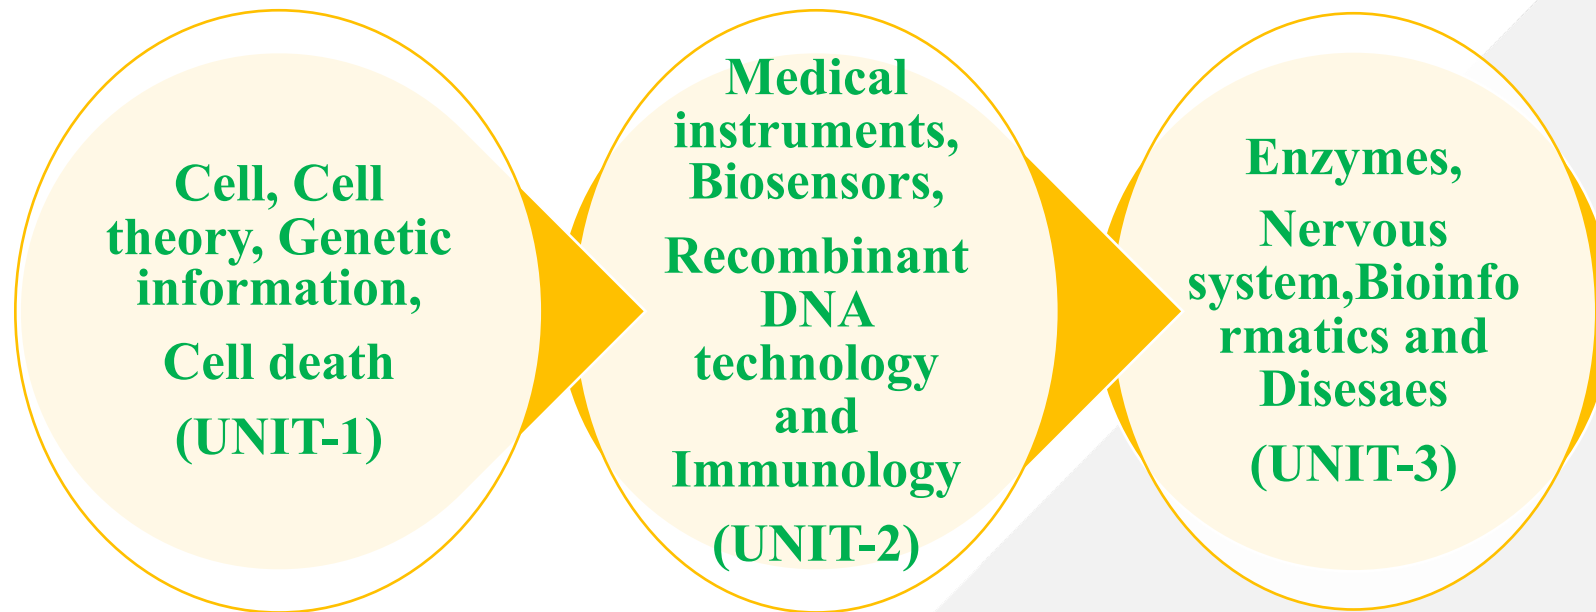 Cell, Cell
theory, Genetic
information,
Cell death
(UNIT-1)
Medical
instruments,
Biosensors,
Recombinant
DNA
technology
and
Immunology
(UNIT-2)
Enzymes,
Nervous
system,Bioinfo
rmatics and
Disesaes
(UNIT-3)